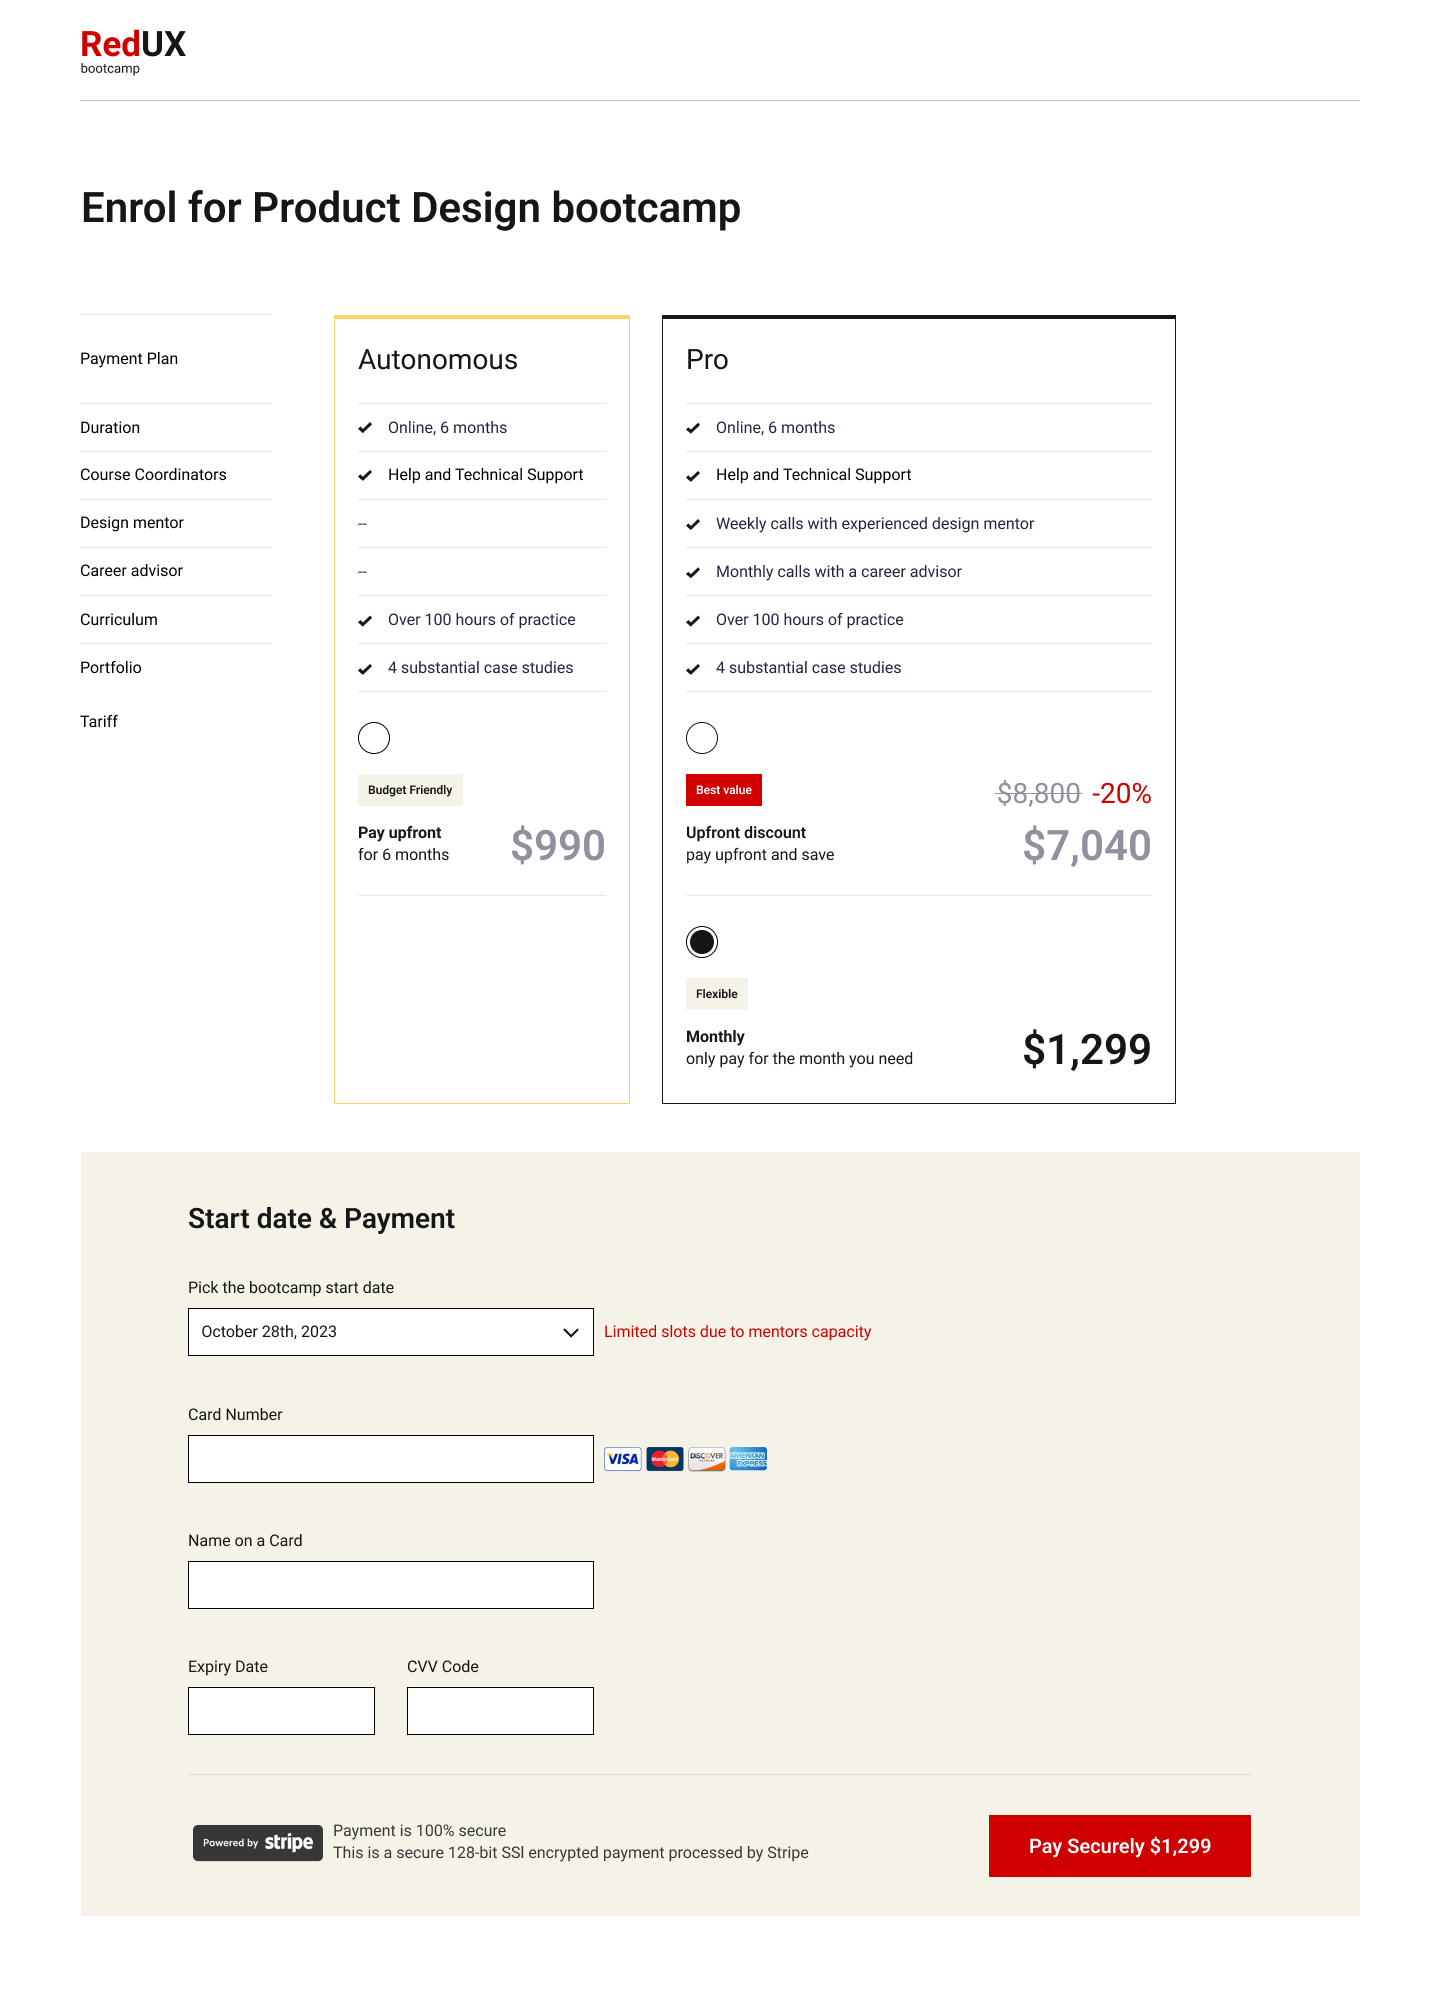 RedUX
bootcamp
Enrol for Product Design bootcamp
Payment Plan
Autonomous
Pro
Duration
Online, 6 months
Online, 6 months
Course Coordinators
Help and Technical Support
Help and Technical Support
Design mentor
--
Weekly calls with experienced design mentor
Career advisor
--
Monthly calls with a career advisor
Curriculum
Over 100 hours of practice
Over 100 hours of practice
Portfolio
4 substantial case studies
4 substantial case studies
Tariff
Budget Friendly
Pay upfront
for 6 months
$990
Best value
$8,800 -20%
Upfront discount
pay upfront and save
$7,040
Flexible
Monthly
only pay for the month you need
$1,299
Start date & Payment
Pick the bootcamp start date
October 28th, 2023
Limited slots due to mentors capacity
Card Number
VISA
MasterCard
DISCOVER
AMERICAN
EXPRESS
Name on a Card
Expiry Date
CVV Code
Powered by stripe
Payment is 100% secure
This is a secure 128-bit SSl encrypted payment processed by Stripe
Pay Securely $1,299